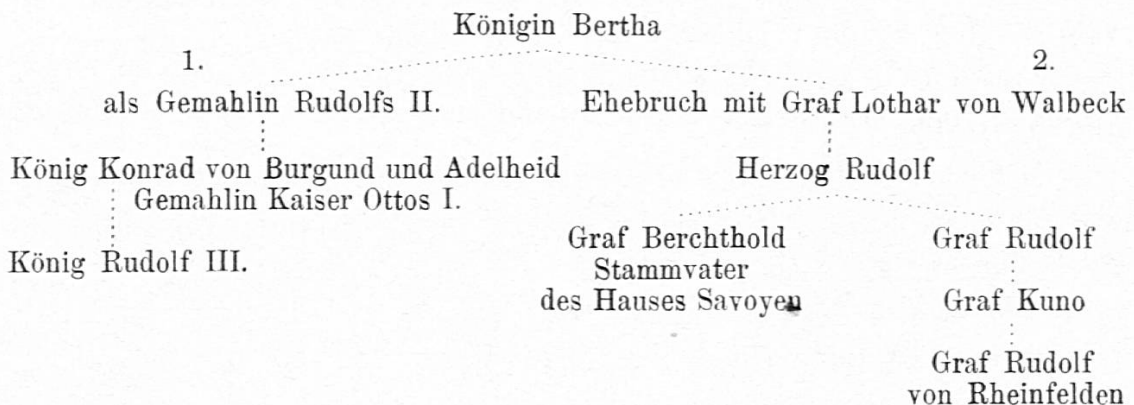 Königin Bertha
1. 2.
als Gemahlin Rudolfs II. Ehebruch mit Graf Lothar von Walbeck
König Konrad von Burgund und Adelheid Herzog Rudolf
Gemahlin Kaiser Ottos I.
Graf Berchthold Graf Rudolf
König Rudolf III. Stammvater
des Hauses Savoyen Graf Kuno
Graf Rudolf
von Rheinfelden